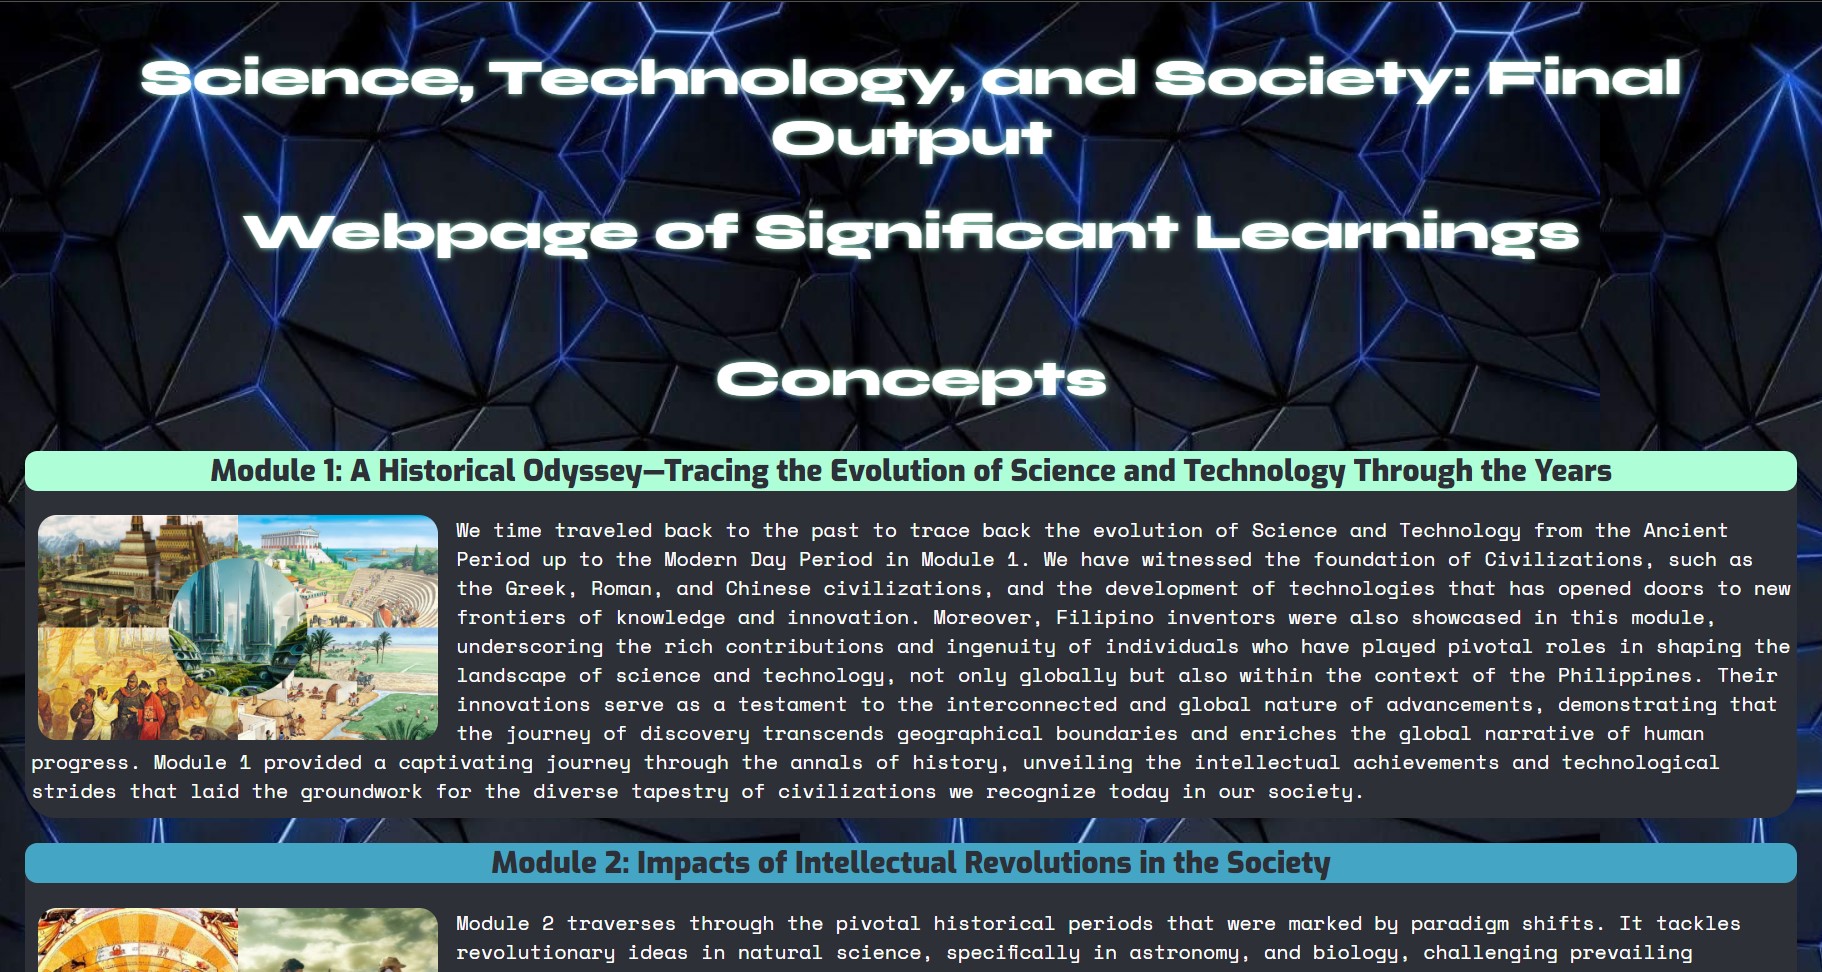 Science, Technology, and Society: Final
Output
Webpage of Significant Learnings
Concepts
Module 1: A Historical Odyssey—Tracing the Evolution of Science and Technology Through the Years
We time traveled back to the past to trace back the evolution of Science and Technology from the Ancient
Period up to the Modern Day Period in Module 1. We have witnessed the foundation of Civilizations, such as
the Greek, Roman, and Chinese civilizations, and the development of technologies that has opened doors to new
frontiers of knowledge and innovation. Moreover, Filipino inventors were also showcased in this module,
underscoring the rich contributions and ingenuity of individuals who have played pivotal roles in shaping the
landscape of science and technology, not only globally but also within the context of the Philippines. Their
innovations serve as a testament to the interconnected and global nature of advancements, demonstrating that
the journey of discovery transcends geographical boundaries and enriches the global narrative of human
progress. Module 1 provided a captivating journey through the annals of history, unveiling the intellectual achievements and technological
strides that laid the groundwork for the diverse tapestry of civilizations we recognize today in our society.
Module 2: Impacts of Intellectual Revolutions in the Society
Module 2 traverses through the pivotal historical periods that were marked by paradigm shifts. It tackles
revolutionary ideas in natural science, specifically in astronomy, and biology, challenging prevailing